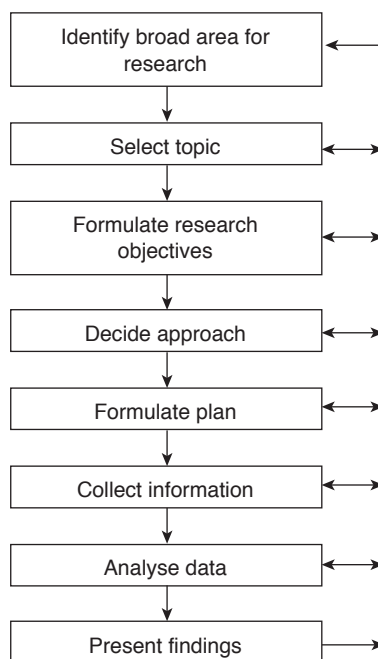 Identify broad area for
research
Select topic
Formulate research
objectives
Decide approach
Formulate plan
Collect information
Analyse data
Present findings